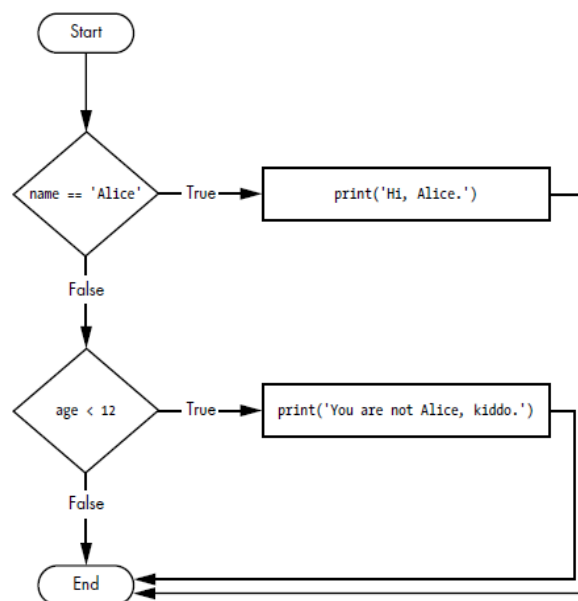 Start
name == 'Alice'
True
print('Hi, Alice.')
False
age < 12
True
print('You are not Alice, kiddo.')
False
End